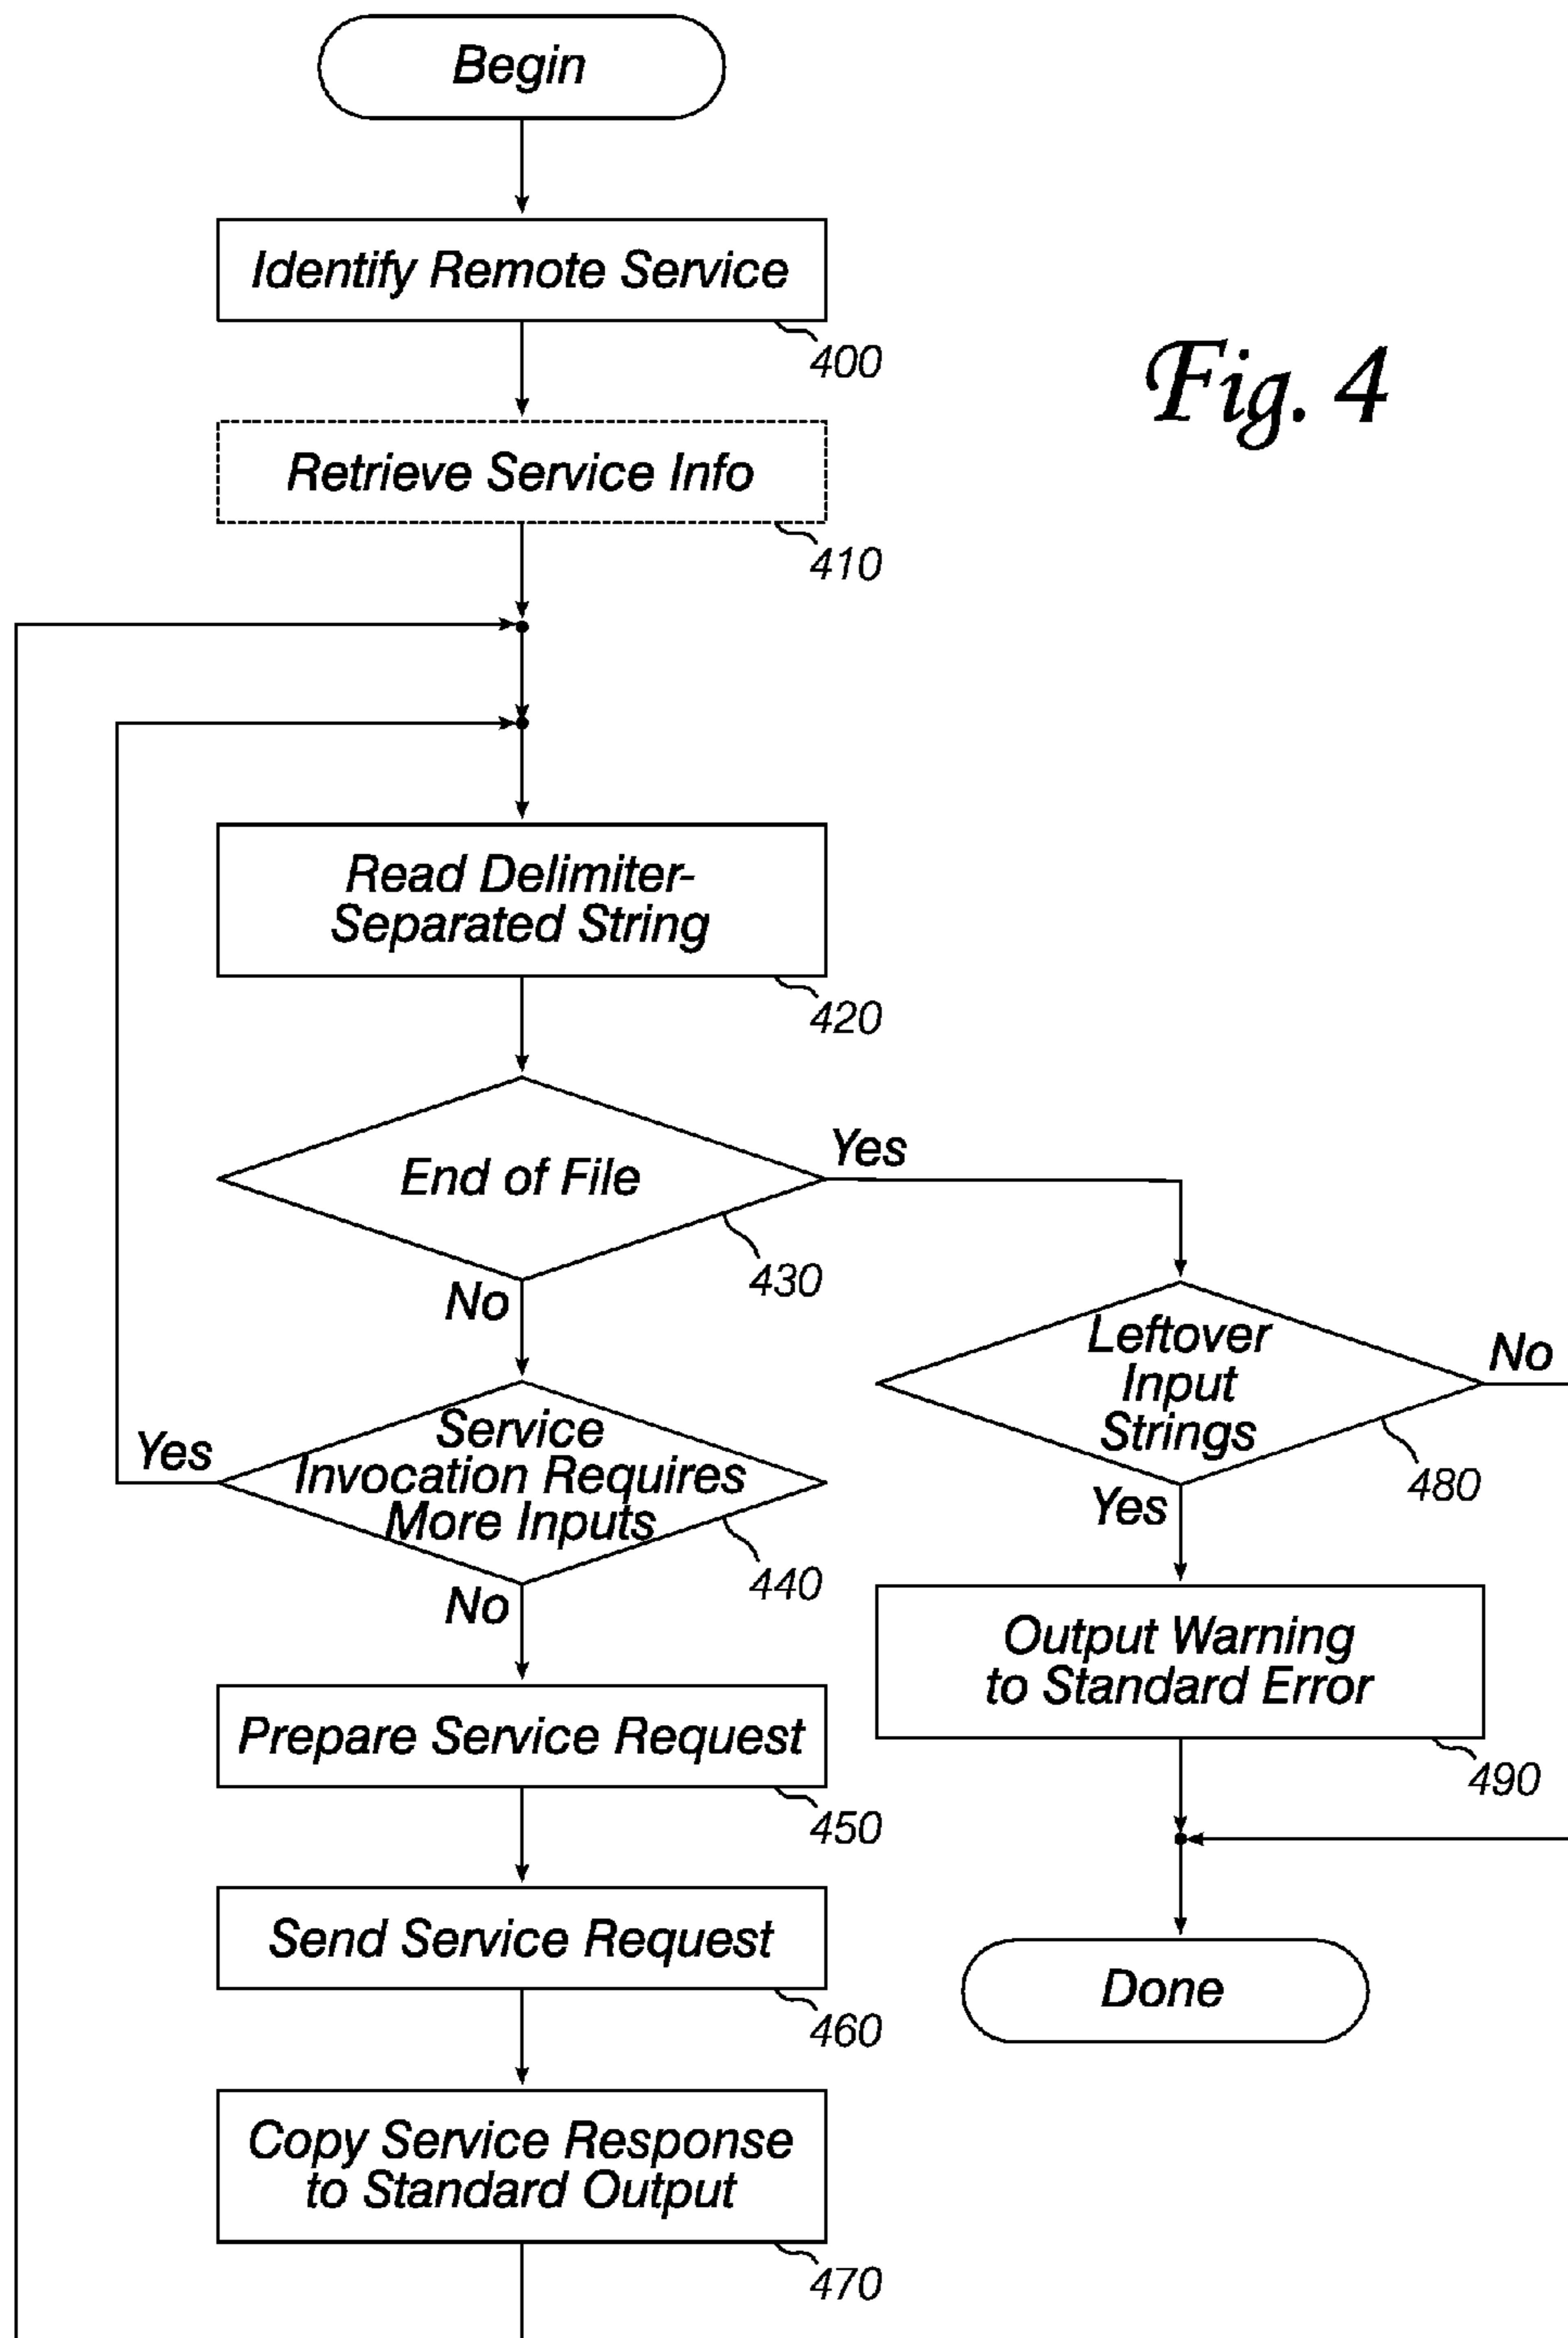 Begin
Identify Remote Service
400
Fig. 4
Retrieve Service Info
410
Read Delimiter-
Separated String
420
End of File
Yes
430
No
Leftover
Input
Strings
No
480
Service
Invocation Requires
More Inputs
Yes
440
No
Yes
Output Warning
to Standard Error
490
Prepare Service Request
450
Send Service Request
460
Done
Copy Service Response
to Standard Output
470